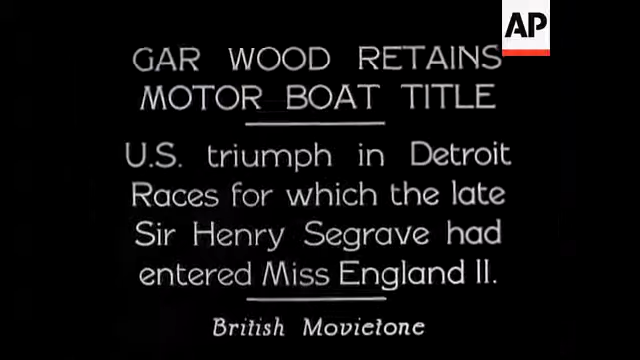 AP
GAR WOOD RETAINS
MOTOR BOAT TITLE
U.S. triumph in Detroit
Races for which the late
Sir Henry Segrave had
entered Miss England II.
British Movietone